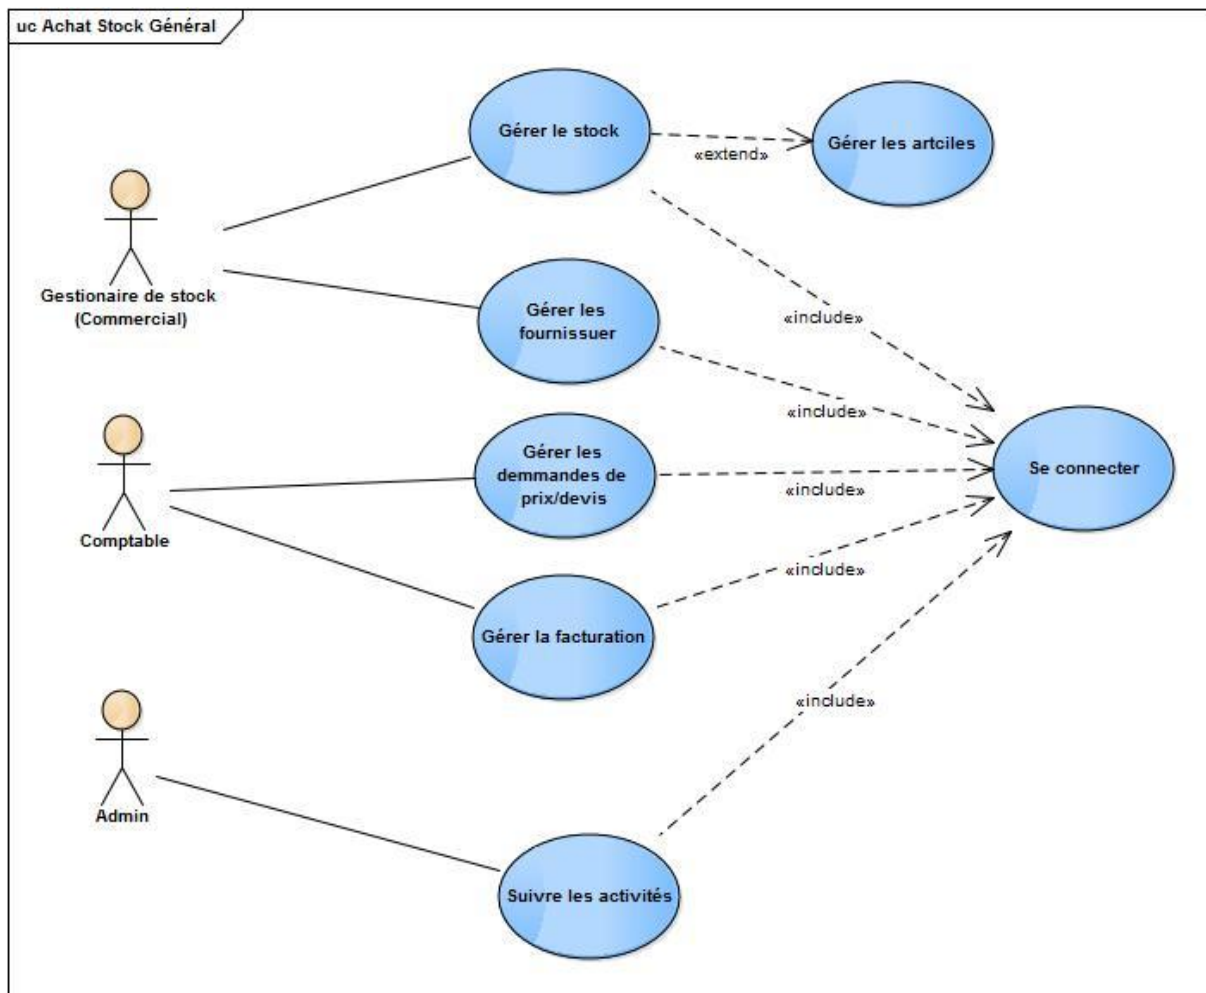 uc Achat Stock Général
Gérer le stock
«extend»
Gérer les artciles
Gestionaire de stock
(Commercial)
Gérer les
fournissuer
«include»
«include»
Comptable
Gérer les
demmandes de
prix/devis
«include»
Se connecter
Gérer la facturation
«include»
Admin
«include»
Suivre les activités